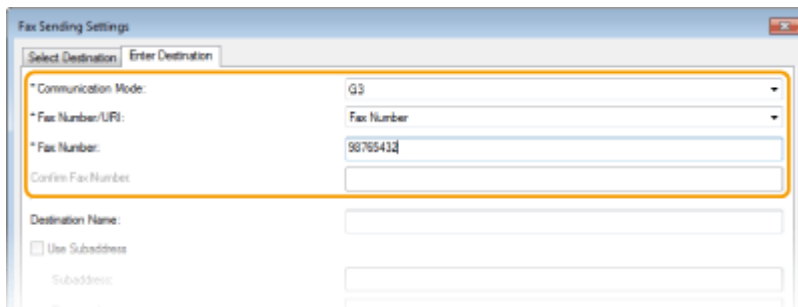 Fax Sending Settings
Select Destination Enter Destination
* Communication Mode: G3
* Fax Number/URI: Fax Number
* Fax Number: 98765432
Confirm Fax Number:
Destination Name:
Use Subaddress
Subaddress: